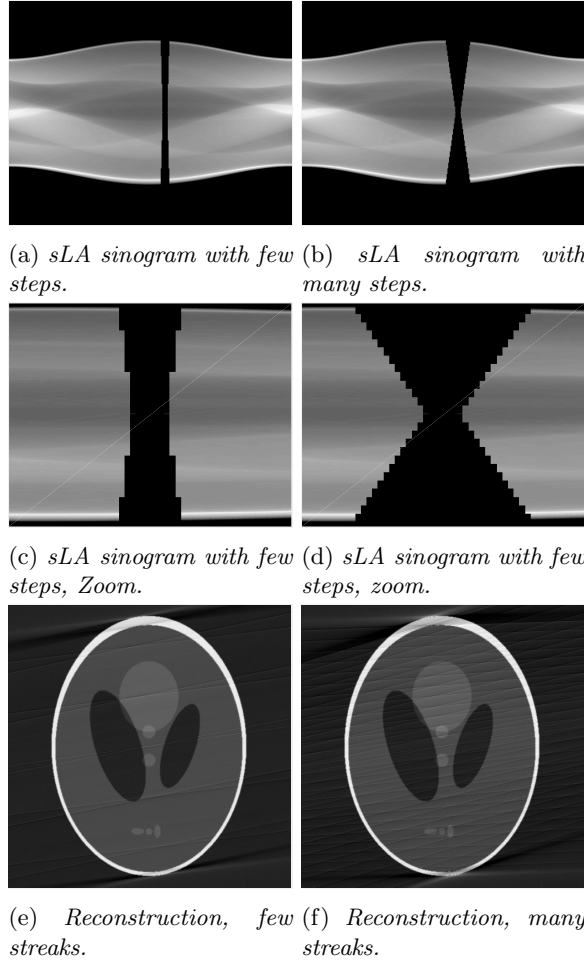 (a) sLA sinogram with few steps.
(b) sLA sinogram with many steps.
(c) sLA sinogram with few steps, Zoom.
(d) sLA sinogram with few steps, zoom.
(e) Reconstruction, few streaks.
(f) Reconstruction, many streaks.